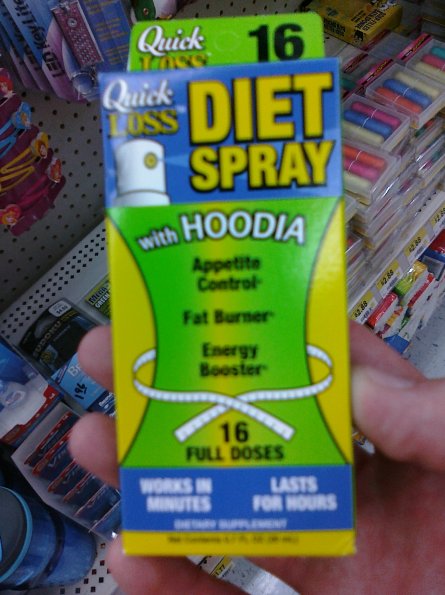 Quick 16
LOSS
Quick
LOSS
DIET
SPRAY
with HOODIA
Appetite
Control
Fat Burner
Energy
Booster
16
FULL DOSES
WORKS IN
MINUTES
LASTS
FOR HOURS
DIETARY SUPPLEMENT